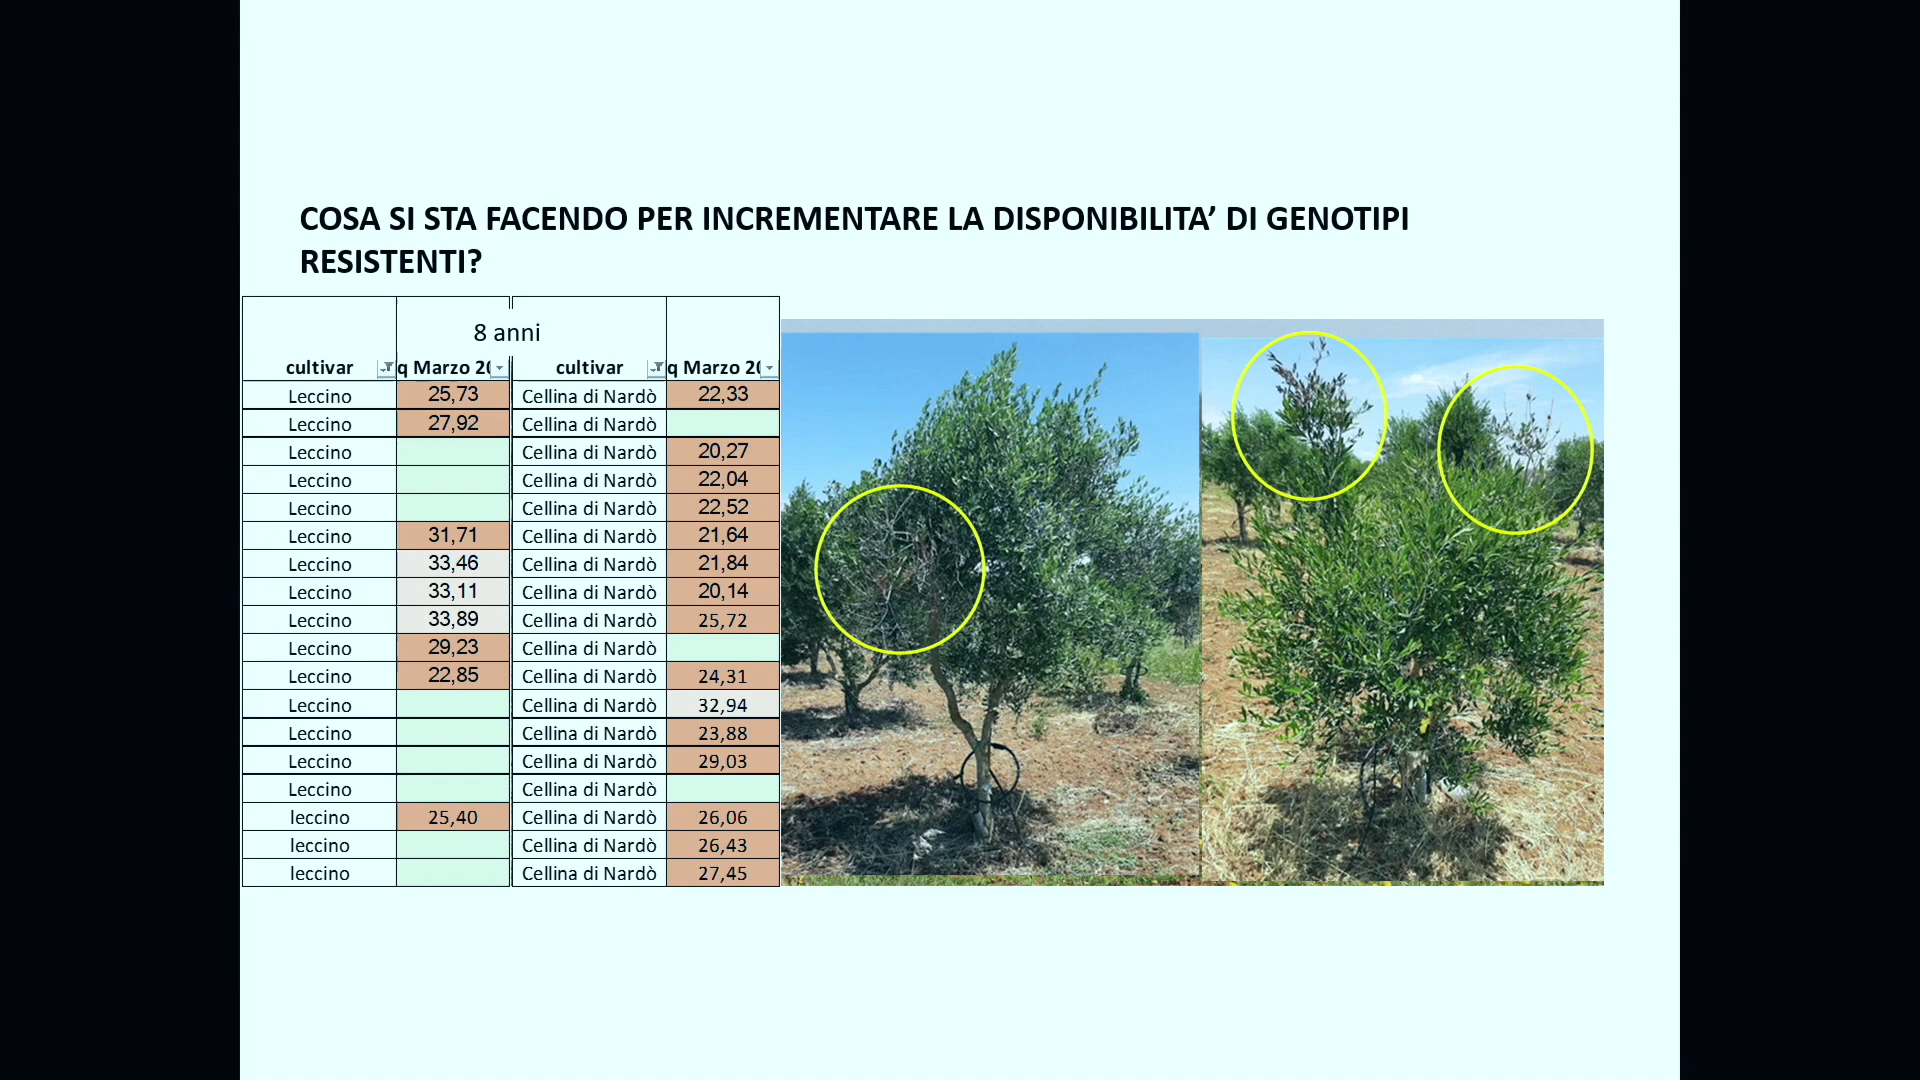 COSA SI STA FACENDO PER INCREMENTARE LA DISPONIBILITA’ DI GENOTIPI
RESISTENTI?
8 anni
cultivar q Marzo 20 cultivar q Marzo 20
Leccino 25,73 Cellina di Nardò 22,33
Leccino 27,92 Cellina di Nardò
Leccino Cellina di Nardò 20,27
Leccino Cellina di Nardò 22,04
Leccino Cellina di Nardò 22,52
Leccino 31,71 Cellina di Nardò 21,64
Leccino 33,46 Cellina di Nardò 21,84
Leccino 33,11 Cellina di Nardò 20,14
Leccino 33,89 Cellina di Nardò 25,72
Leccino 29,23 Cellina di Nardò
Leccino 22,85 Cellina di Nardò 24,31
Leccino Cellina di Nardò 32,94
Leccino Cellina di Nardò 23,88
Leccino Cellina di Nardò 29,03
Leccino Cellina di Nardò
leccino 25,40 Cellina di Nardò 26,06
leccino Cellina di Nardò 26,43
leccino Cellina di Nardò 27,45